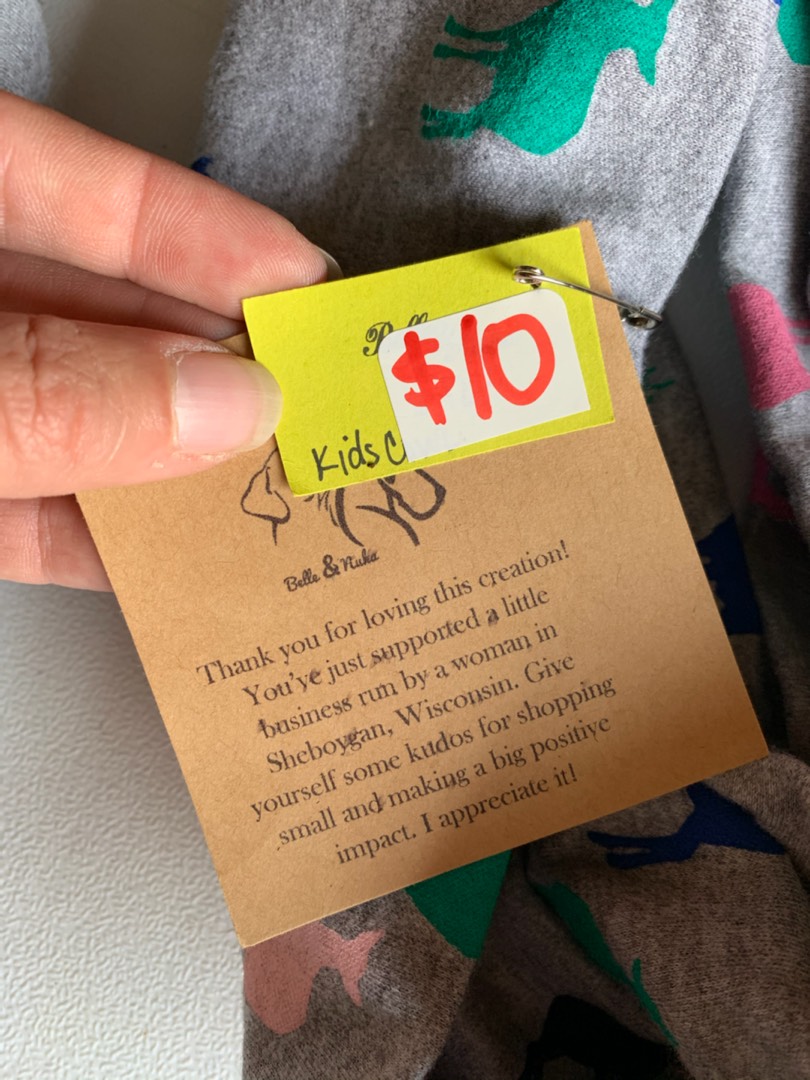 $10
Kids
Belle & Nuka
Thank you for loving this creation!
You've just supported a little
business run by a woman in
Sheboygan, Wisconsin. Give
yourself some kudos for shopping
small and making a big positive
impact. I appreciate it!